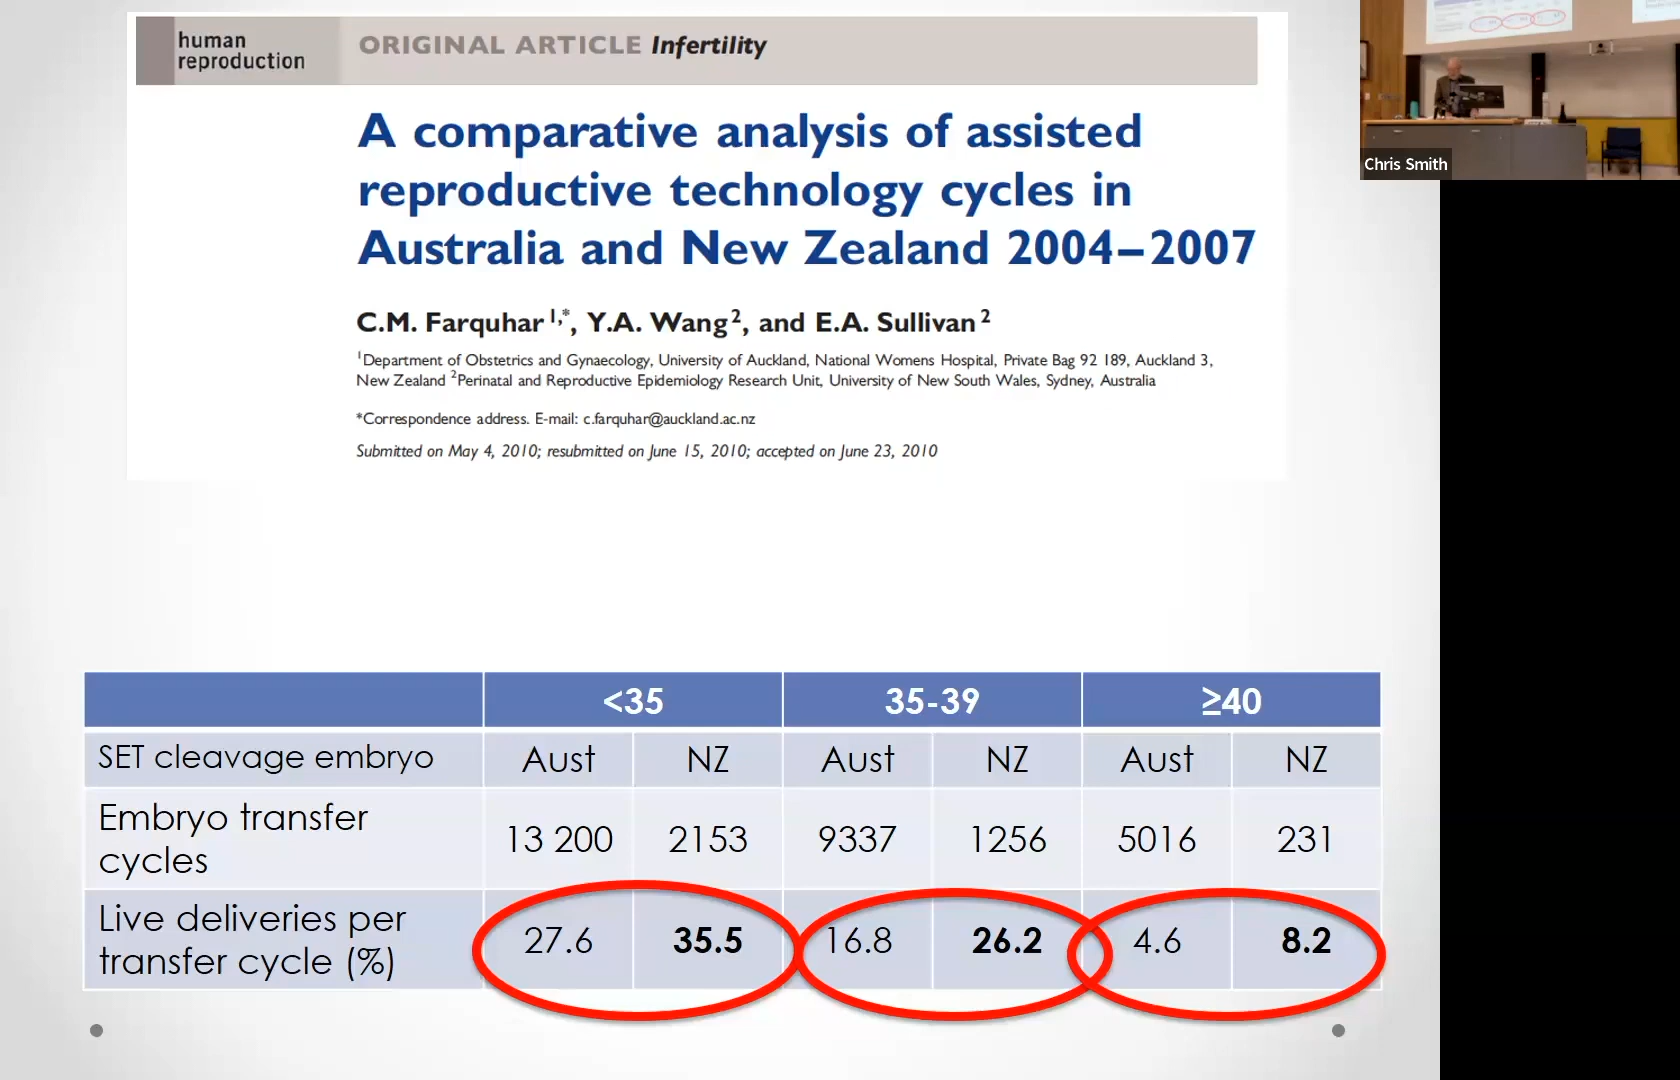 human
reproduction
ORIGINAL ARTICLE Infertility
A comparative analysis of assisted
reproductive technology cycles in
Australia and New Zealand 2004–2007
C.M. Farquhar 1,*, Y.A. Wang 2, and E.A. Sullivan 2
1Department of Obstetrics and Gynaecology, University of Auckland, National Womens Hospital, Private Bag 92 189, Auckland 3,
New Zealand 2Perinatal and Reproductive Epidemiology Research Unit, University of New South Wales, Sydney, Australia
*Correspondence address. E-mail: c.farquhar@auckland.ac.nz
Submitted on May 4, 2010; resubmitted on June 15, 2010; accepted on June 23, 2010
Chris Smith
<35 35-39 ≥40
SET cleavage embryo Aust NZ Aust NZ Aust NZ
Embryo transfer
cycles 13 200 2153 9337 1256 5016 231
Live deliveries per
transfer cycle (%) 27.6 35.5 16.8 26.2 4.6 8.2